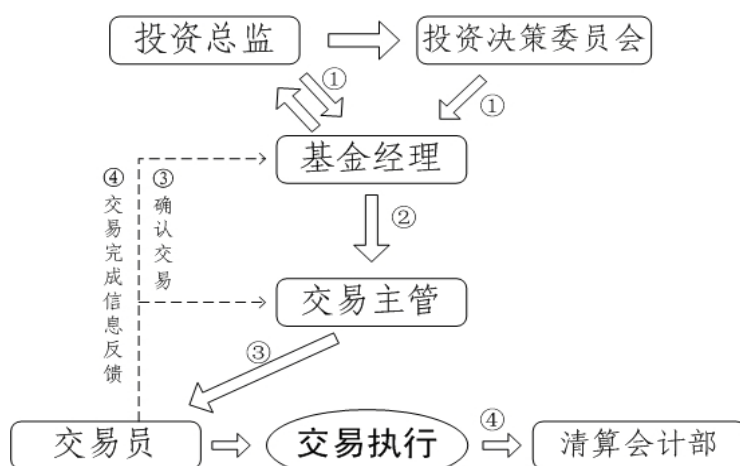 投资总监
投资决策委员会
①
①
基金经理
②
④交易完成信息反馈
③确认交易
交易主管
③
交易员
交易执行
④
清算会计部